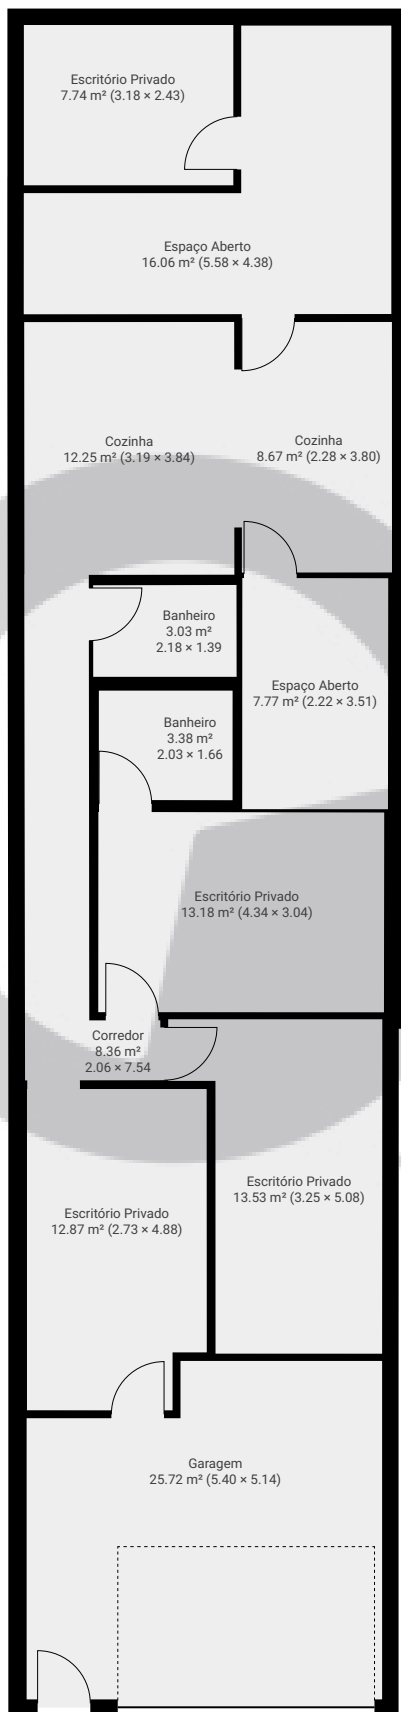 Escritório Privado
7.74 m² (3.18 × 2.43)
Espaço Aberto
16.06 m² (5.58 × 4.38)
Cozinha
12.25 m² (3.19 × 3.84)
Cozinha
8.67 m² (2.28 × 3.80)
Banheiro
3.03 m²
2.18 × 1.39
Espaço Aberto
7.77 m² (2.22 × 3.51)
Banheiro
3.38 m²
2.03 × 1.66
Escritório Privado
13.18 m² (4.34 × 3.04)
Corredor
8.36 m²
2.06 × 7.54
Escritório Privado
13.53 m² (3.25 × 5.08)
Escritório Privado
12.87 m² (2.73 × 4.88)
Garagem
25.72 m² (5.40 × 5.14)